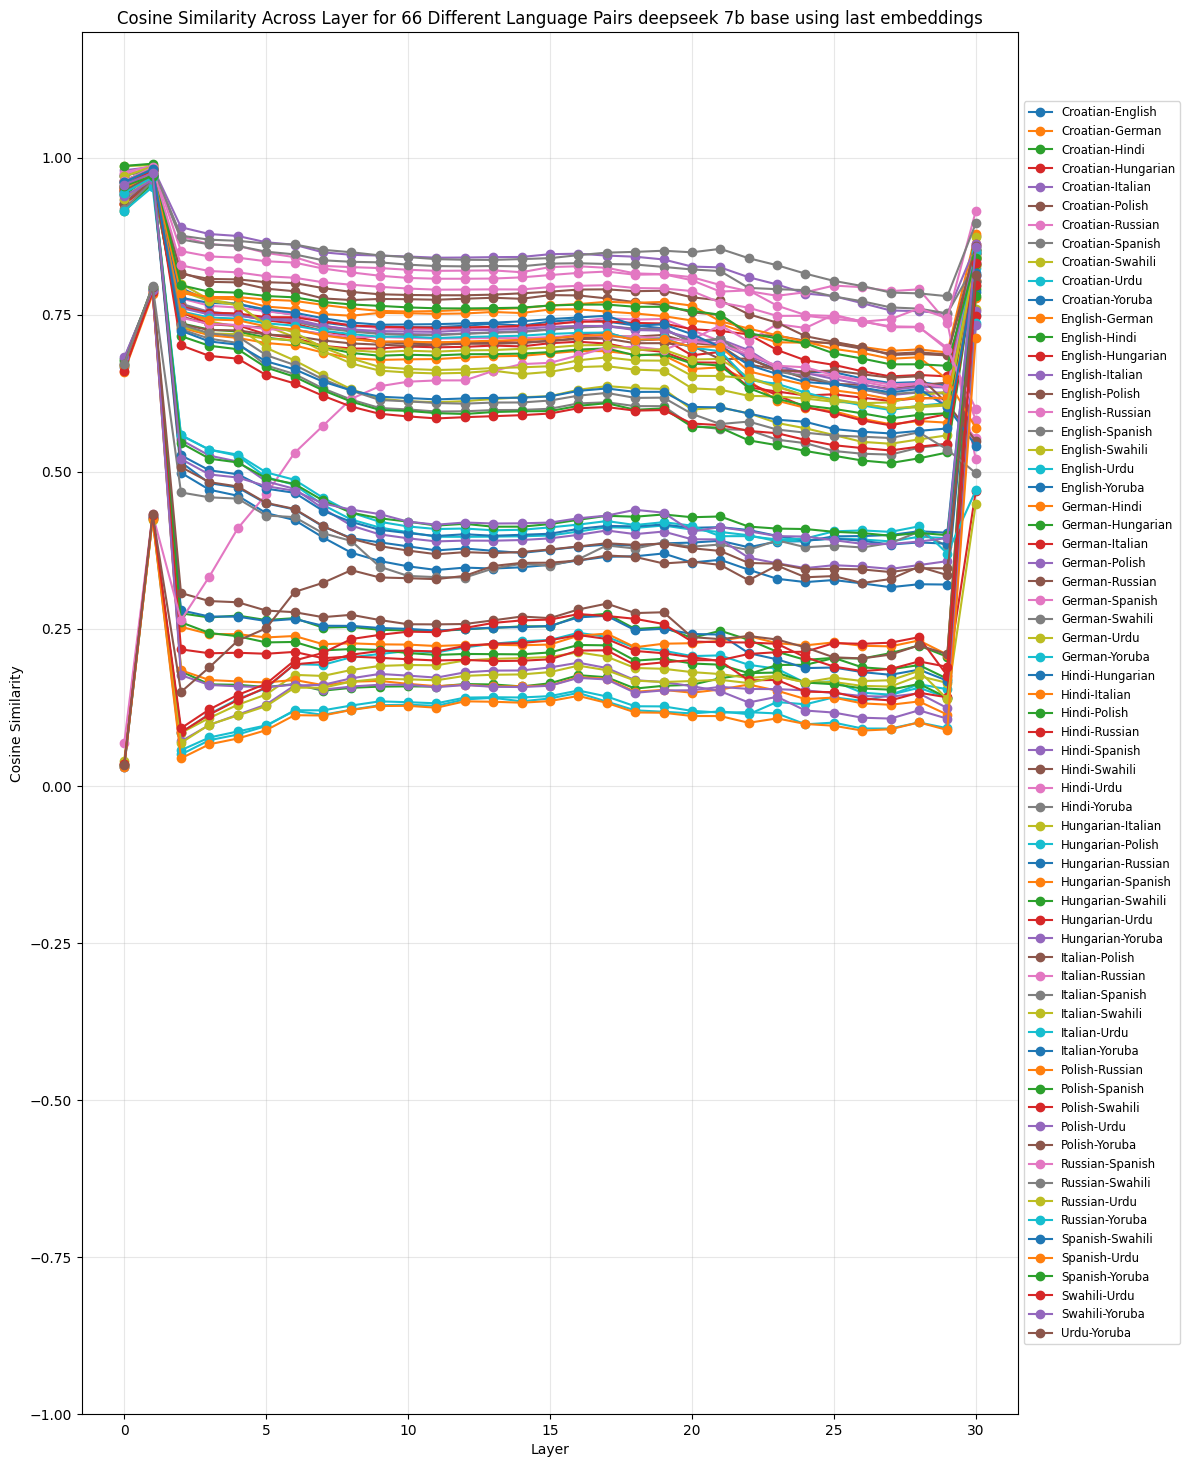 Cosine Similarity Across Layer for 66 Different Language Pairs deepseek 7b base using last embeddings
1.00
0.75
0.50
0.25
0.00
−0.25
−0.50
−0.75
−1.00
Cosine Similarity
0 5 10 15 20 25 30
Layer
Croatian-English
Croatian-German
Croatian-Hindi
Croatian-Hungarian
Croatian-Italian
Croatian-Polish
Croatian-Russian
Croatian-Spanish
Croatian-Swahili
Croatian-Urdu
Croatian-Yoruba
English-German
English-Hindi
English-Hungarian
English-Italian
English-Polish
English-Russian
English-Spanish
English-Swahili
English-Urdu
English-Yoruba
German-Hindi
German-Hungarian
German-Italian
German-Polish
German-Russian
German-Spanish
German-Swahili
German-Urdu
German-Yoruba
Hindi-Hungarian
Hindi-Italian
Hindi-Polish
Hindi-Russian
Hindi-Spanish
Hindi-Swahili
Hindi-Urdu
Hindi-Yoruba
Hungarian-Italian
Hungarian-Polish
Hungarian-Russian
Hungarian-Spanish
Hungarian-Swahili
Hungarian-Urdu
Hungarian-Yoruba
Italian-Polish
Italian-Russian
Italian-Spanish
Italian-Swahili
Italian-Urdu
Italian-Yoruba
Polish-Russian
Polish-Spanish
Polish-Swahili
Polish-Urdu
Polish-Yoruba
Russian-Spanish
Russian-Swahili
Russian-Urdu
Russian-Yoruba
Spanish-Swahili
Spanish-Urdu
Spanish-Yoruba
Swahili-Urdu
Swahili-Yoruba
Urdu-Yoruba